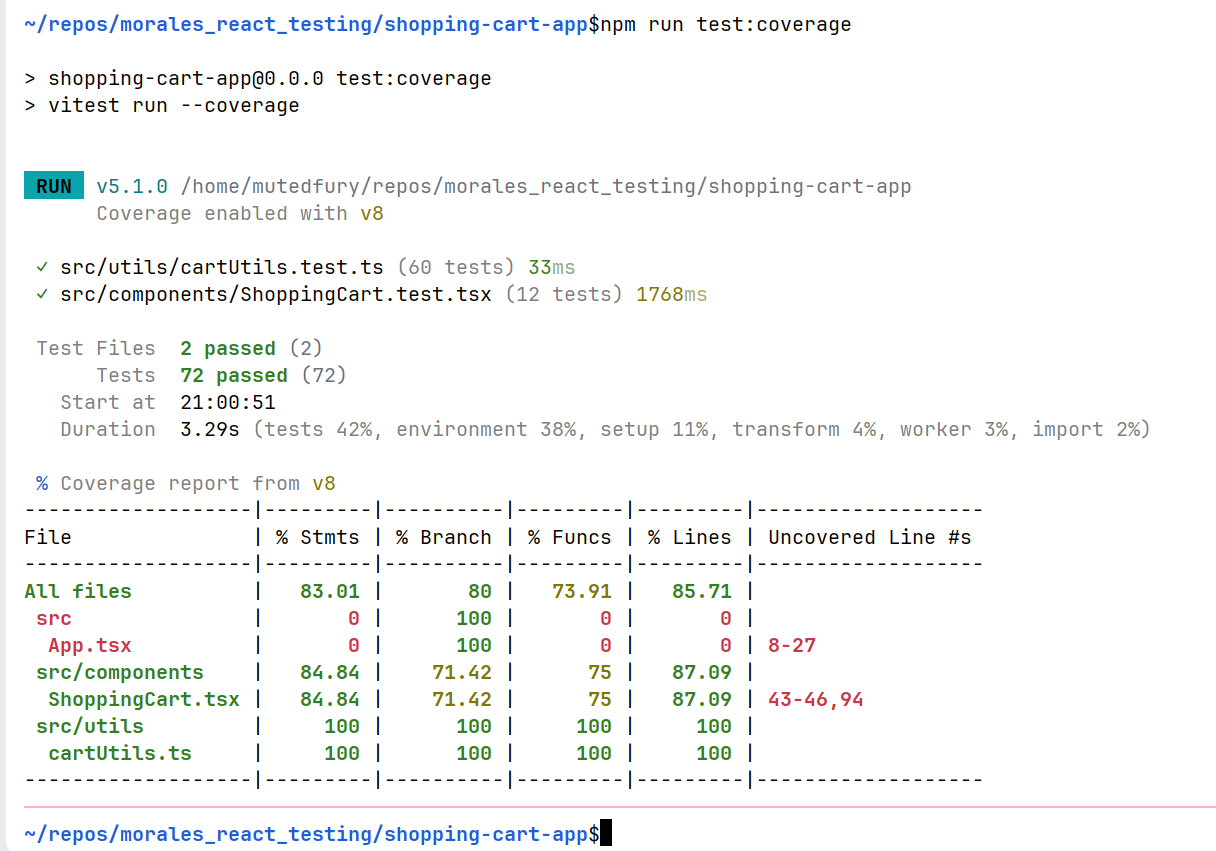 ~/repos/morales_react_testing/shopping-cart-app$npm run test:coverage
> shopping-cart-app@0.0.0 test:coverage
> vitest run --coverage
RUN v5.1.0 /home/mutedfury/repos/morales_react_testing/shopping-cart-app
Coverage enabled with v8
✓ src/utils/cartUtils.test.ts (60 tests) 33ms
✓ src/components/ShoppingCart.test.tsx (12 tests) 1768ms
Test Files  2 passed (2)
Tests  72 passed (72)
Start at  21:00:51
Duration  3.29s (tests 42%, environment 38%, setup 11%, transform 4%, worker 3%, import 2%)
% Coverage report from v8
-------------------|---------|----------|---------|---------|-------------------
File               | % Stmts | % Branch | % Funcs | % Lines | Uncovered Line #s
-------------------|---------|----------|---------|---------|-------------------
All files          |   83.01 |       80 |   73.91 |   85.71 |
 src               |       0 |      100 |       0 |       0 |
  App.tsx          |       0 |      100 |       0 |       0 | 8-27
 src/components    |   84.84 |    71.42 |      75 |   87.09 |
  ShoppingCart.tsx |   84.84 |    71.42 |      75 |   87.09 | 43-46,94
 src/utils         |     100 |      100 |     100 |     100 |
  cartUtils.ts     |     100 |      100 |     100 |     100 |
-------------------|---------|----------|---------|---------|-------------------
~/repos/morales_react_testing/shopping-cart-app$